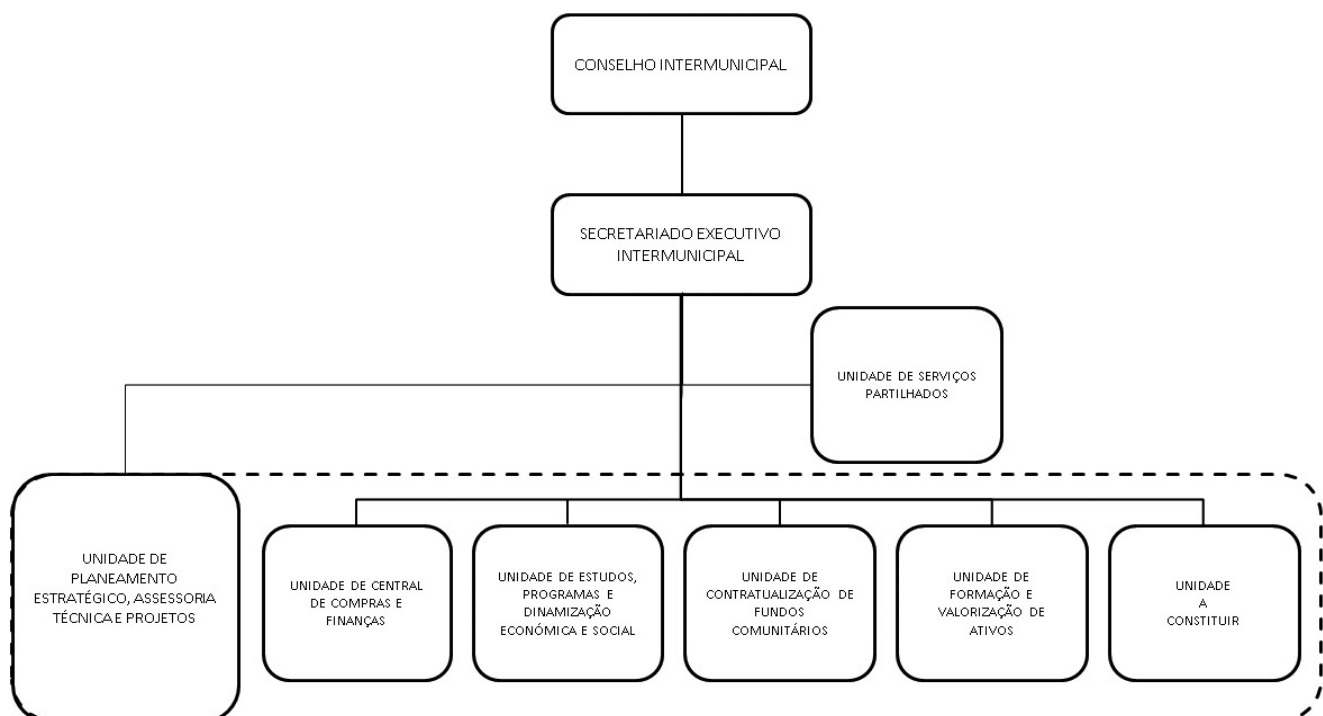 CONSELHO INTERMUNICIPAL
SECRETARIADO EXECUTIVO
INTERMUNICIPAL
UNIDADE DE SERVIÇOS
PARTILHADOS
UNIDADE DE
PLANEAMENTO
ESTRATÉGICO, ASSESSORIA
TÉCNICA E PROJETOS
UNIDADE DE CENTRAL
DE COMPRAS E
FINANÇAS
UNIDADE DE ESTUDOS,
PROGRAMAS E
DINAMIZAÇÃO
ECONÓMICA E SOCIAL
UNIDADE DE
CONTRATUALIZAÇÃO DE
FUNDOS
COMUNITÁRIOS
UNIDADE DE
FORMAÇÃO E
VALORIZAÇÃO DE
ATIVOS
UNIDADE
A
CONSTITUIR